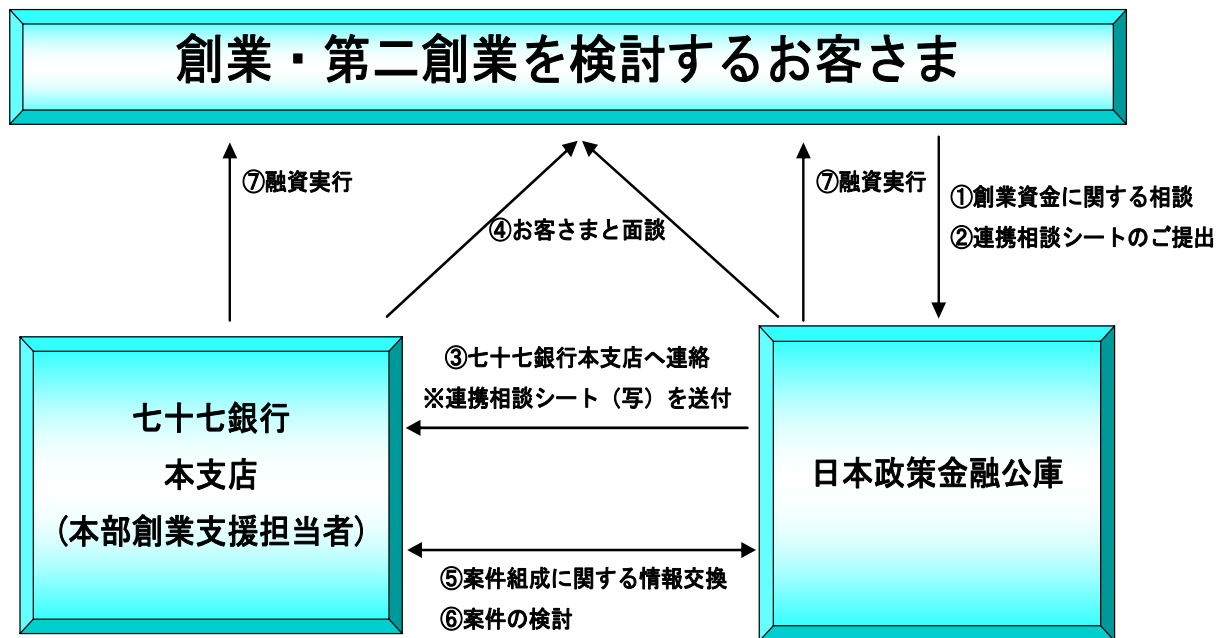 創業・第二創業を検討するお客さま
⑦融資実行
④お客さまと面談
⑦融資実行
①創業資金に関する相談
②連携相談シートのご提出
③七十七銀行本支店へ連絡
※連携相談シート（写）を送付
七十七銀行
本支店
(本部創業支援担当者)
日本政策金融公庫
⑤案件組成に関する情報交換
⑥案件の検討